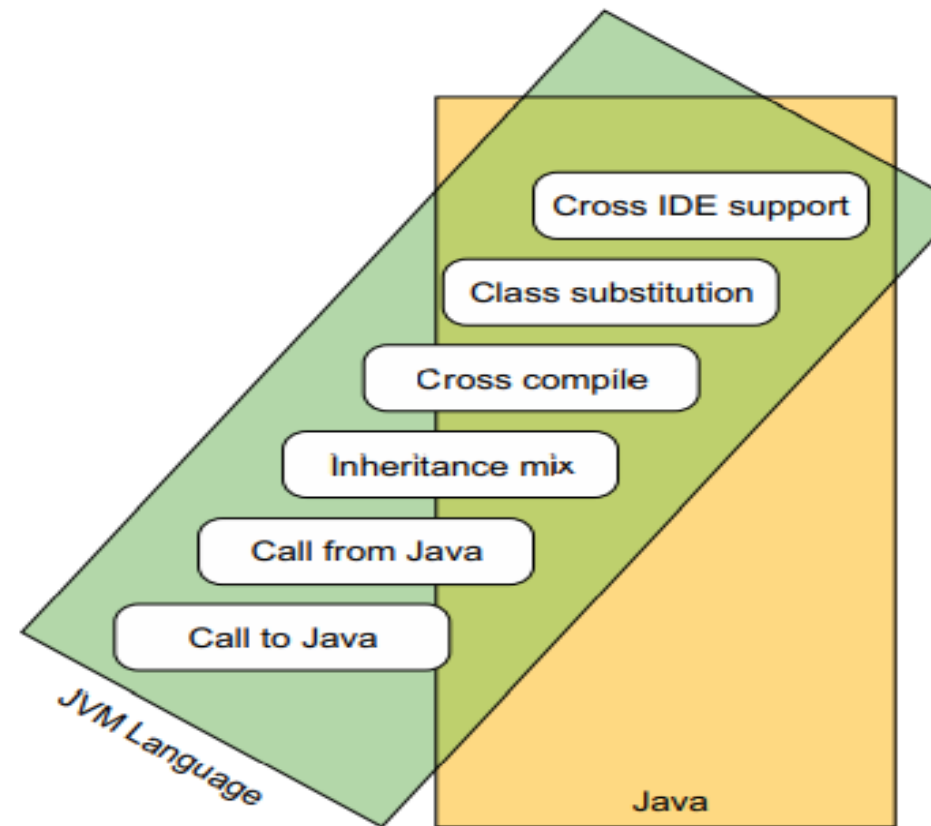 Cross IDE support
Class substitution
Cross compile
Inheritance mix
Call from Java
Call to Java
JVM Language
Java